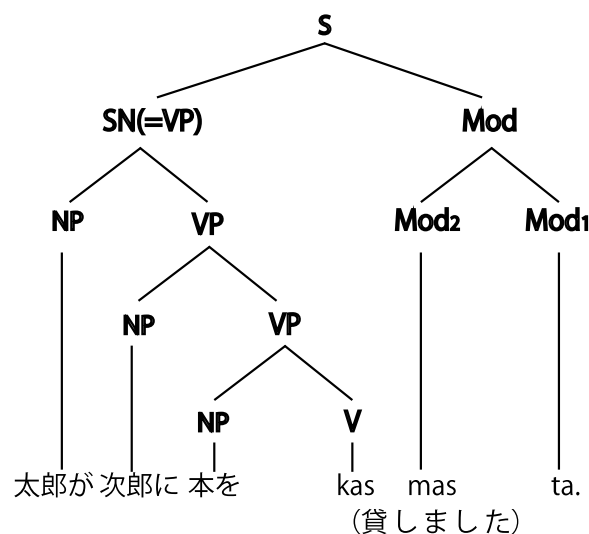 S
SN(=VP) Mod
NP VP Mod2 Mod1
NP VP
NP V
太郎が 次郎に 本を kas mas ta.
（貸しました）